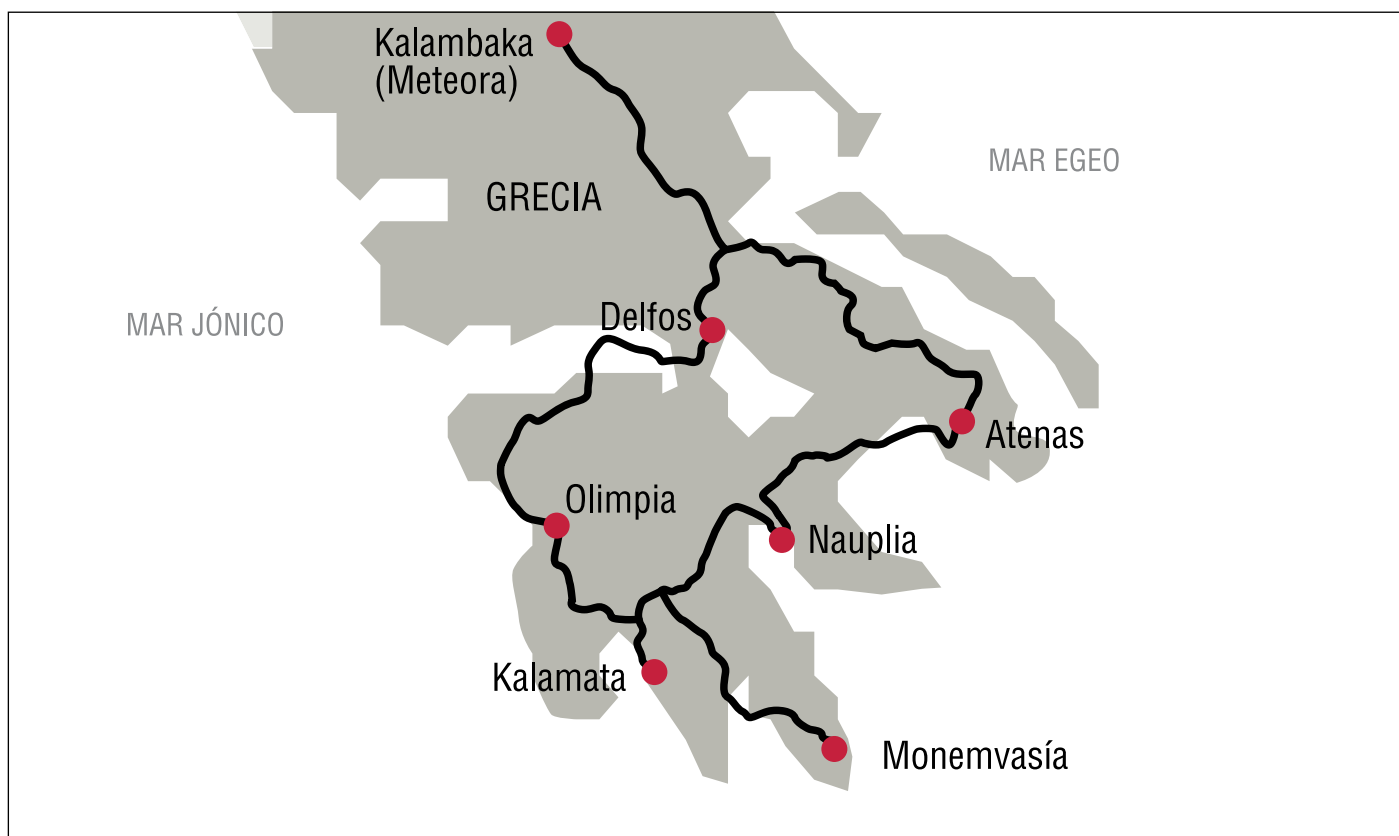 Kalambaka
(Meteora)
MAR EGEO
GRECIA
Delfos
MAR JÓNICO
Atenas
Olimpia
Nauplia
Kalamata
Monemvasía